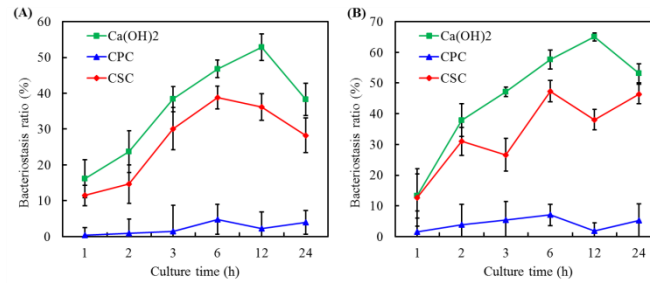 (A)
60
50
40
30
20
10
0
Bacteriostasis ratio (%)
Ca(OH)2
CPC
CSC
1 2 3 6 12 24
Culture time (h)
(B)
70
60
50
40
30
20
10
0
Bacteriostasis ratio (%)
Ca(OH)2
CPC
CSC
1 2 3 6 12 24
Culture time (h)